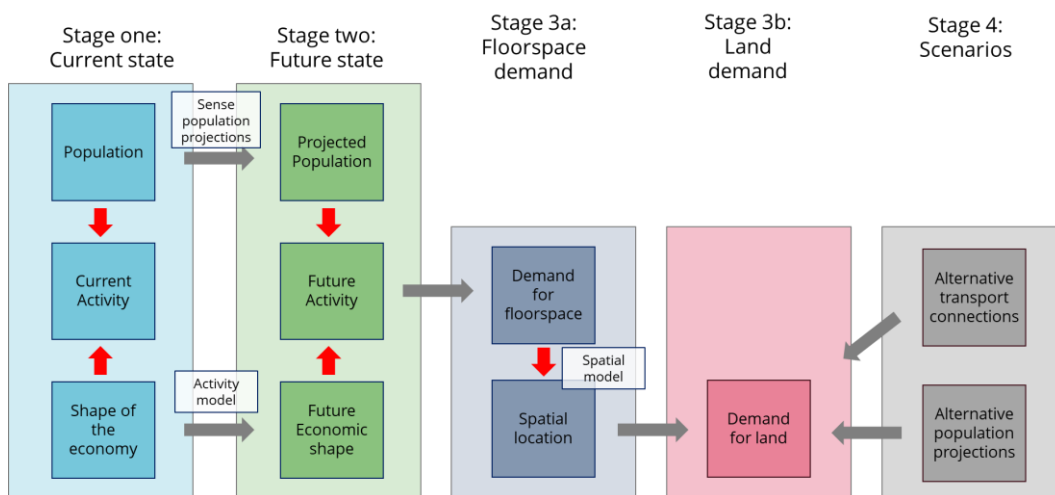 Stage one:
Current state
Stage two:
Future state
Stage 3a:
Floorspace
demand
Stage 3b:
Land
demand
Stage 4:
Scenarios
Population
Sense
population
projections
Projected
Population
Current
Activity
Future
Activity
Demand
for
floorspace
Alternative
transport
connections
Spatial
model
Activity
model
Shape of
the
economy
Future
Economic
shape
Spatial
location
Demand
for land
Alternative
population
projections